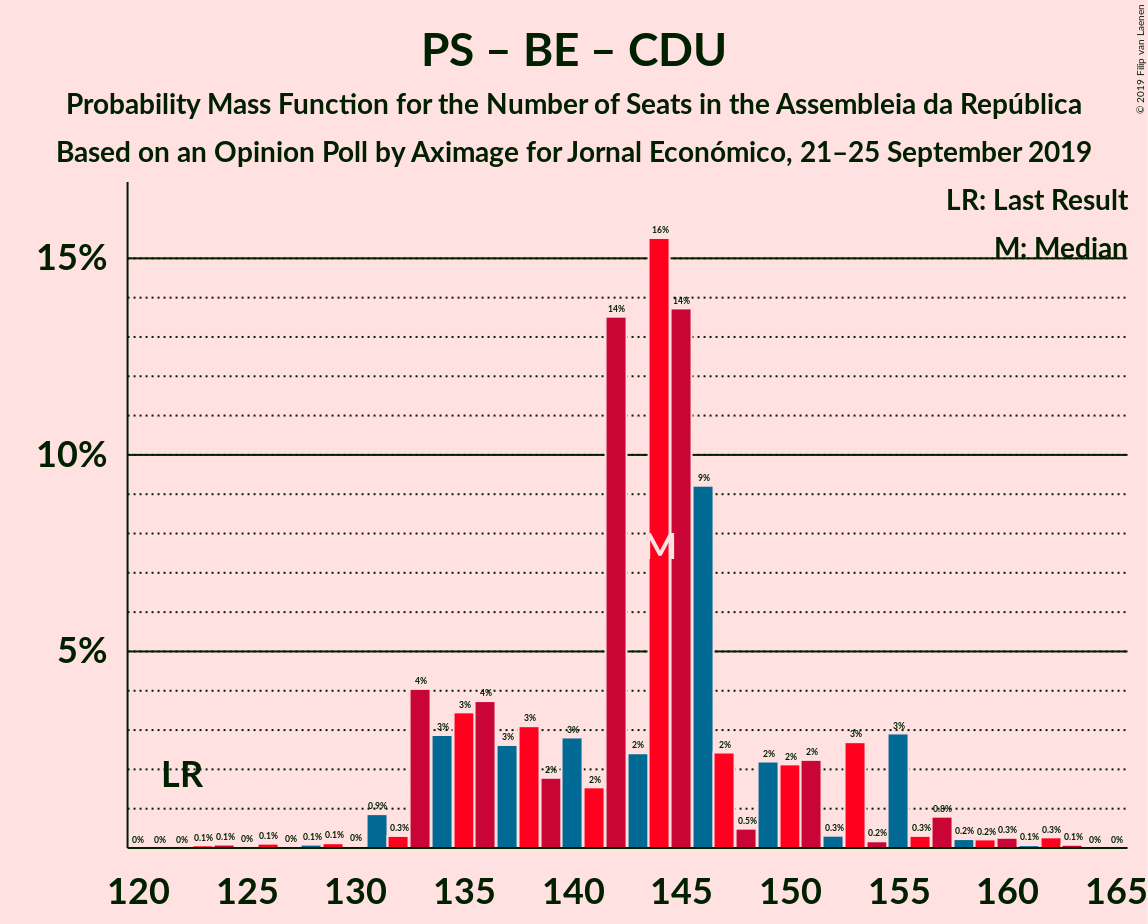 PS – BE – CDU
Probability Mass Function for the Number of Seats in the Assembleia da República
Based on an Opinion Poll by Aximage for Jornal Económico, 21–25 September 2019
© 2019 Filip van Laenen
LR: Last Result
M: Median
15%
10%
5%
0% 0% 0% 0.1% 0.1% 0% 0.1% 0% 0.1% 0.1% 0% 0.9% 0.3% 4% 3% 3% 4% 3% 3% 2% 3% 2% 14% 2% 16% 14% 9% 2% 0.5% 2% 2% 2% 0.3% 3% 0.2% 3% 0.3% 0.8% 0.2% 0.2% 0.3% 0.1% 0.3% 0.1% 0% 0%
M
LR
120 125 130 135 140 145 150 155 160 165